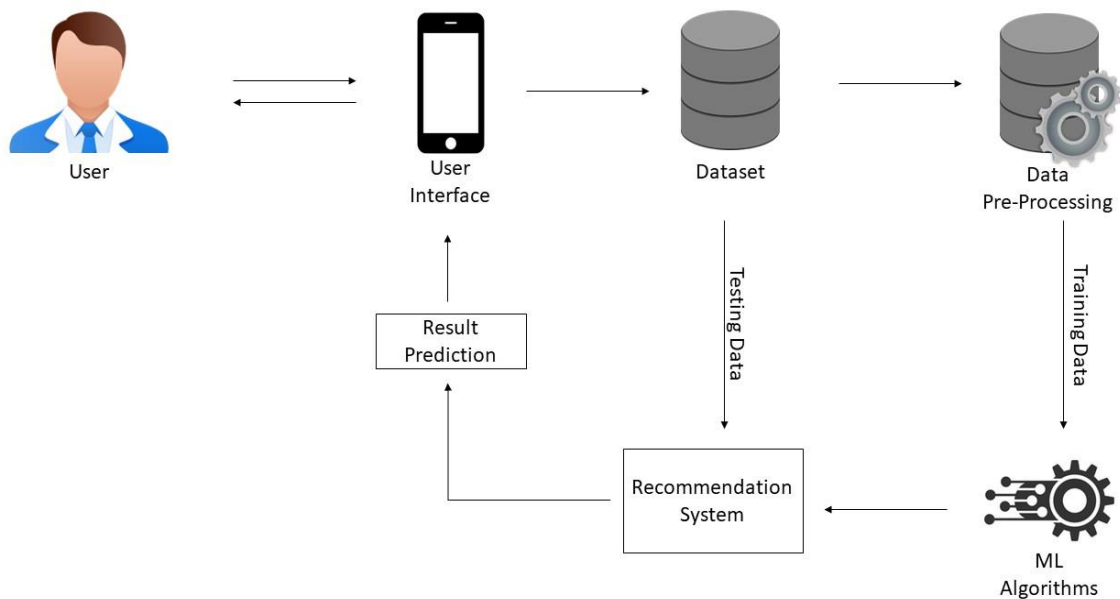 User
User
Interface
Dataset
Data
Pre-Processing
Testing Data
Training Data
Result
Prediction
Recommendation
System
ML
Algorithms